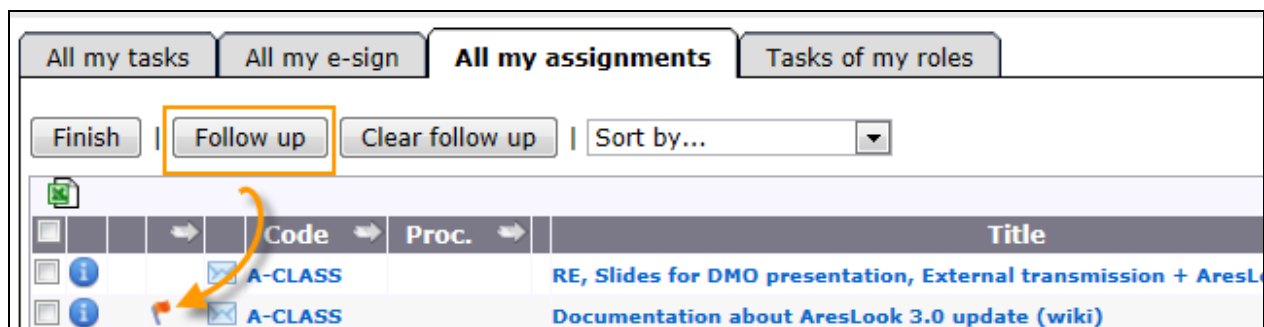 All my tasks All my e-sign All my assignments Tasks of my roles
Finish | Follow up Clear follow up | Sort by...
Code Proc. Title
A-CLASS RE, Slides for DMO presentation, External transmission +
A-CLASS Documentation about AresLook 3.0 update (wiki)